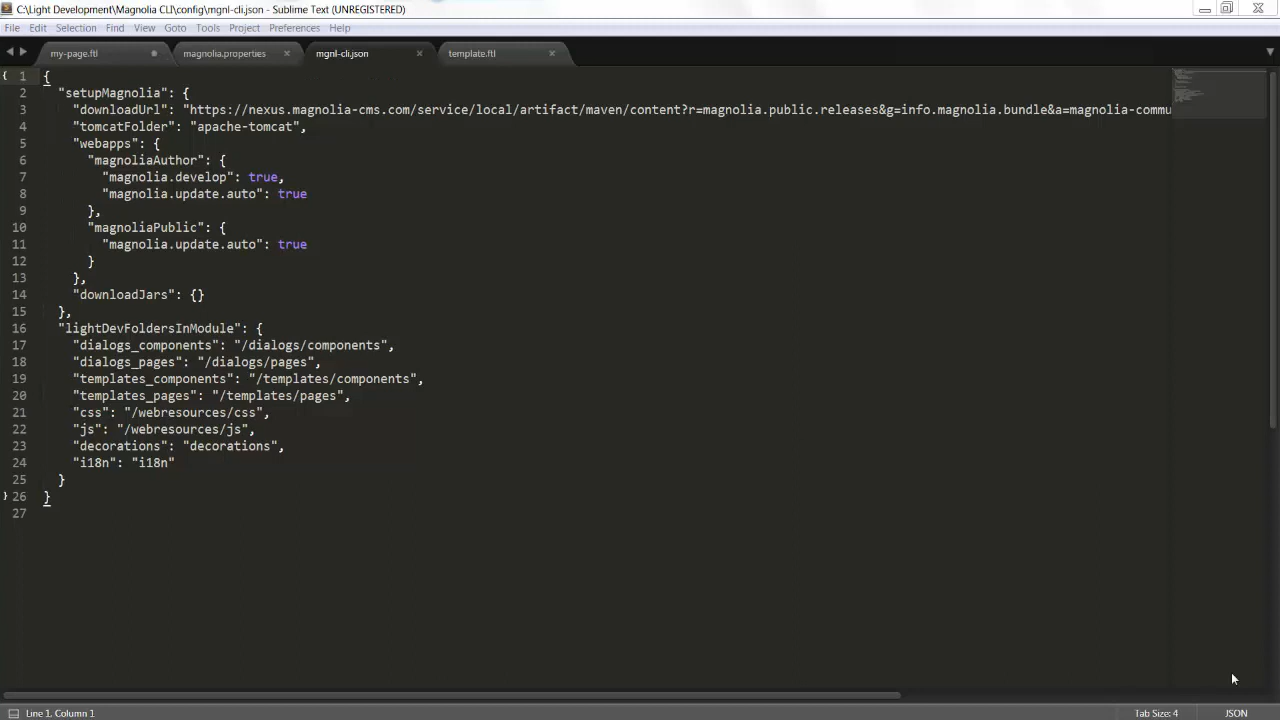 C:\Light Development\Magnolia CLI\config\mgnl-cli.json - Sublime Text (UNREGISTERED)
File Edit Selection Find View Goto Tools Project Preferences Help
my-page.ftl magnolia.properties mgnl-cli.json template.ftl
1 {
2 "setupMagnolia": {
3 "downloadUrl": "https://nexus.magnolia-cms.com/service/local/artifact/maven/content?r=magnolia.public.releases&g=info.magnolia.bundle&a=magnolia-commu
4 "tomcatFolder": "apache-tomcat",
5 "webapps": {
6 "magnoliaAuthor": {
7 "magnolia.develop": true,
8 "magnolia.update.auto": true
9 },
10 "magnoliaPublic": {
11 "magnolia.update.auto": true
12 }
13 },
14 "downloadJars": {}
15 },
16 "lightDevFoldersInModule": {
17 "dialogs_components": "/dialogs/components",
18 "dialogs_pages": "/dialogs/pages",
19 "templates_components": "/templates/components",
20 "templates_pages": "/templates/pages",
21 "css": "/webresources/css",
22 "js": "/webresources/js",
23 "decorations": "decorations",
24 "i18n": "i18n"
25 }
26 }
27
Line 1, Column 1 Tab Size: 4 JSON